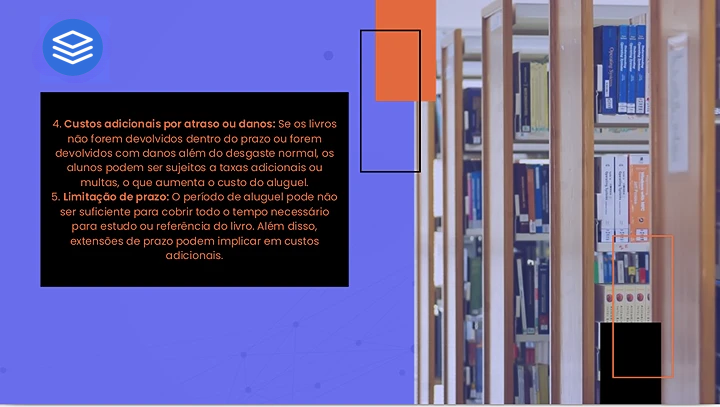 4. Custos adicionais por atraso ou danos: Se os livros
não forem devolvidos dentro do prazo ou forem
devolvidos com danos além do desgaste normal, os
alunos podem ser sujeitos a taxas adicionais ou
multas, o que aumenta o custo do aluguel.
5. Limitação de prazo: O período de aluguel pode não
ser suficiente para cobrir todo o tempo necessário
para estudo ou referência do livro. Além disso,
extensões de prazo podem implicar em custos
adicionais.